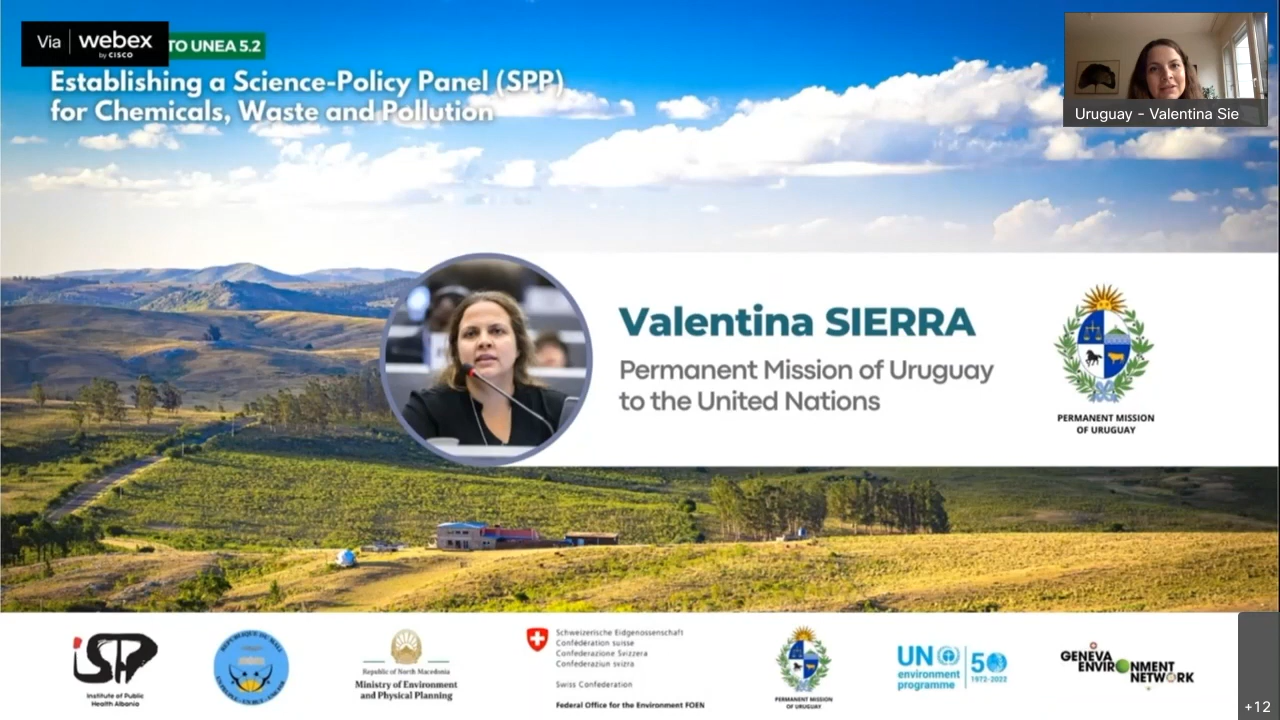 Via webex
by CISCO
TO UNEA 5.2
Establishing a Science-Policy Panel (SPP)
for Chemicals, Waste and Pollution
Uruguay - Valentina Sie
Valentina SIERRA
Permanent Mission of Uruguay
to the United Nations
PERMANENT MISSION
OF URUGUAY
iSHP
Institute of Public
Health Albania
REPUBLIQUE DU MALI
Republic of North Macedonia
Ministry of Environment
and Physical Planning
Schweizerische Eidgenossenschaft
Confédération suisse
Confederazione Svizzera
Confederaziun svizra
Swiss Confederation
Federal Office for the Environment FOEN
PERMANENT MISSION
OF URUGUAY
UN
environment
programme
50
1972-2022
GENEVA
ENVIRONMENT
NETWORK
+12